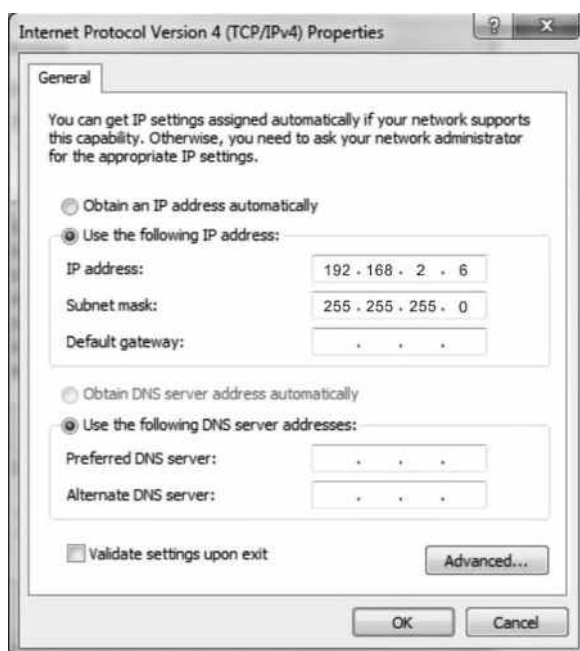 Internet Protocol Version 4 (TCP/IPv4) Properties
General
You can get IP settings assigned automatically if your network supports
this capability. Otherwise, you need to ask your network administrator
for the appropriate IP settings.
Obtain an IP address automatically
Use the following IP address:
IP address: 192 . 168 . 2 . 6
Subnet mask: 255 . 255 . 255 . 0
Default gateway: . . .
Obtain DNS server address automatically
Use the following DNS server addresses:
Preferred DNS server: . . .
Alternate DNS server: . . .
Validate settings upon exit
Advanced...
OK Cancel